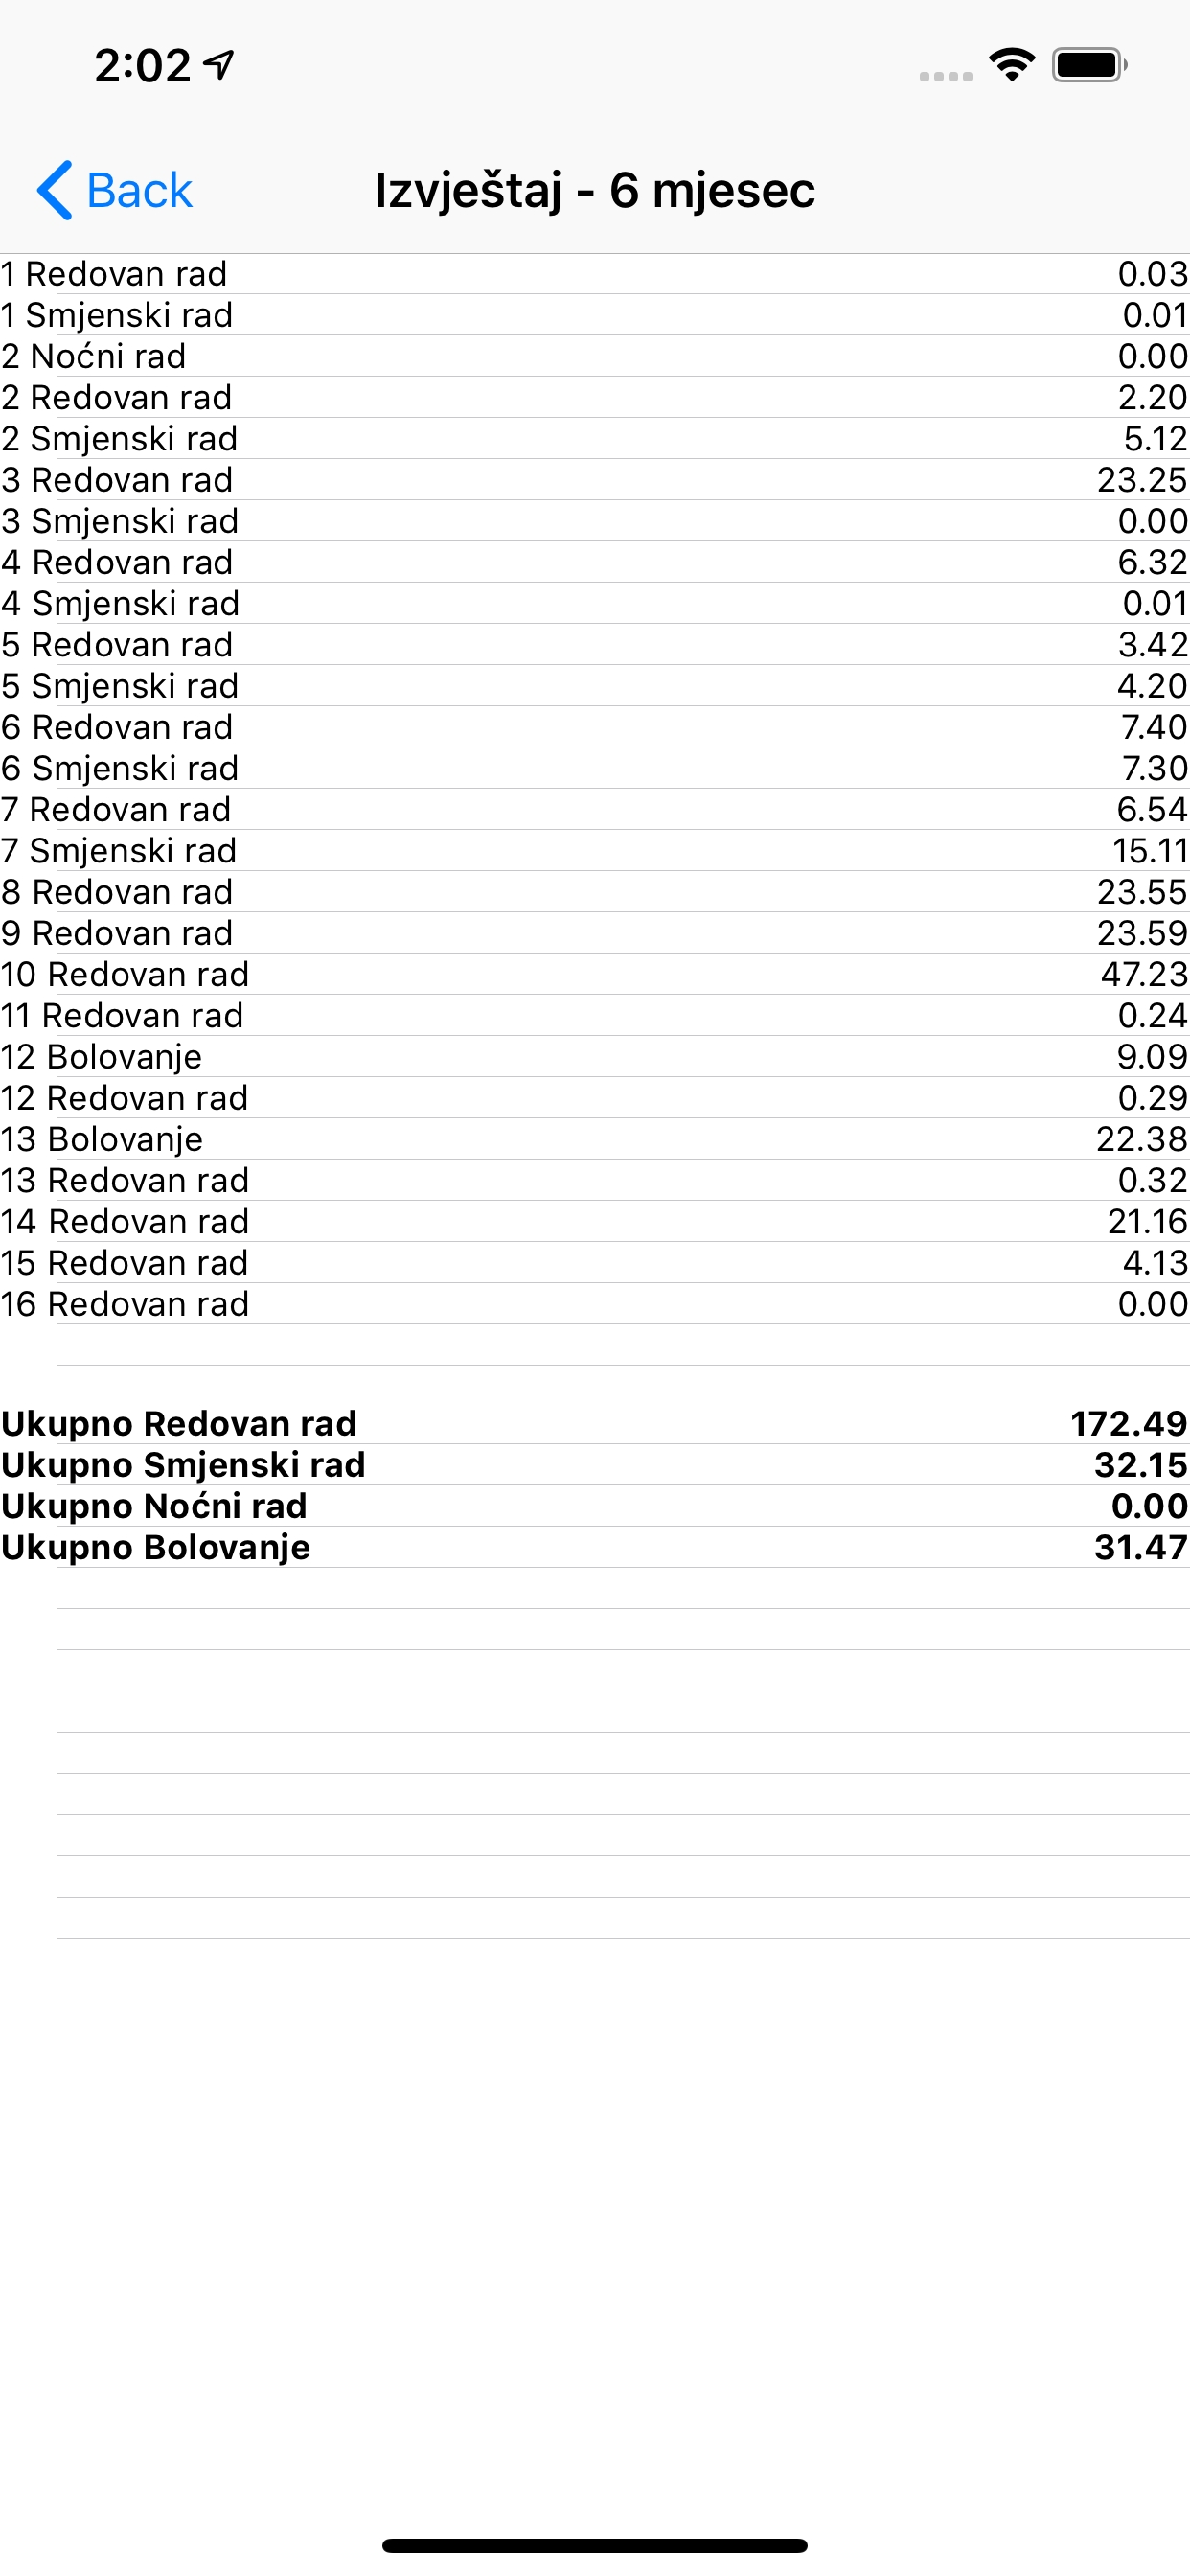 2:02
Back
Izvještaj - 6 mjesec
1 Redovan rad 0.03
1 Smjenski rad 0.01
2 Noćni rad 0.00
2 Redovan rad 2.20
2 Smjenski rad 5.12
3 Redovan rad 23.25
3 Smjenski rad 0.00
4 Redovan rad 6.32
4 Smjenski rad 0.01
5 Redovan rad 3.42
5 Smjenski rad 4.20
6 Redovan rad 7.40
6 Smjenski rad 7.30
7 Redovan rad 6.54
7 Smjenski rad 15.11
8 Redovan rad 23.55
9 Redovan rad 23.59
10 Redovan rad 47.23
11 Redovan rad 0.24
12 Bolovanje 9.09
12 Redovan rad 0.29
13 Bolovanje 22.38
13 Redovan rad 0.32
14 Redovan rad 21.16
15 Redovan rad 4.13
16 Redovan rad 0.00
Ukupno Redovan rad 172.49
Ukupno Smjenski rad 32.15
Ukupno Noćni rad 0.00
Ukupno Bolovanje 31.47